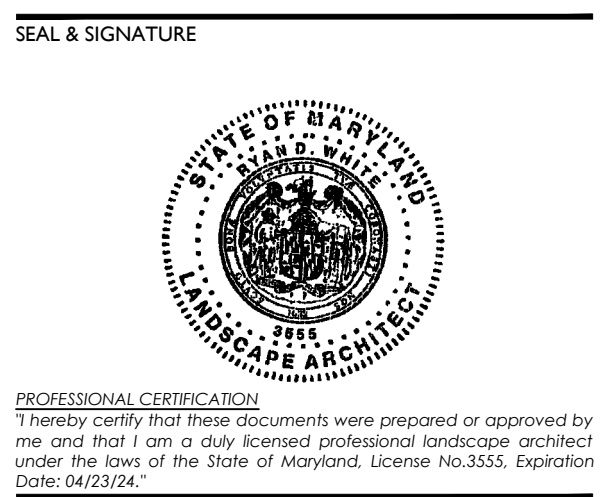 SEAL & SIGNATURE
STATE OF MARYLAND
RYAN D. WHITE
3555
LANDSCAPE ARCHITECT
PROFESSIONAL CERTIFICATION
"I hereby certify that these documents were prepared or approved by
me and that I am a duly licensed professional landscape architect
under the laws of the State of Maryland, License No.3555, Expiration
Date: 04/23/24."